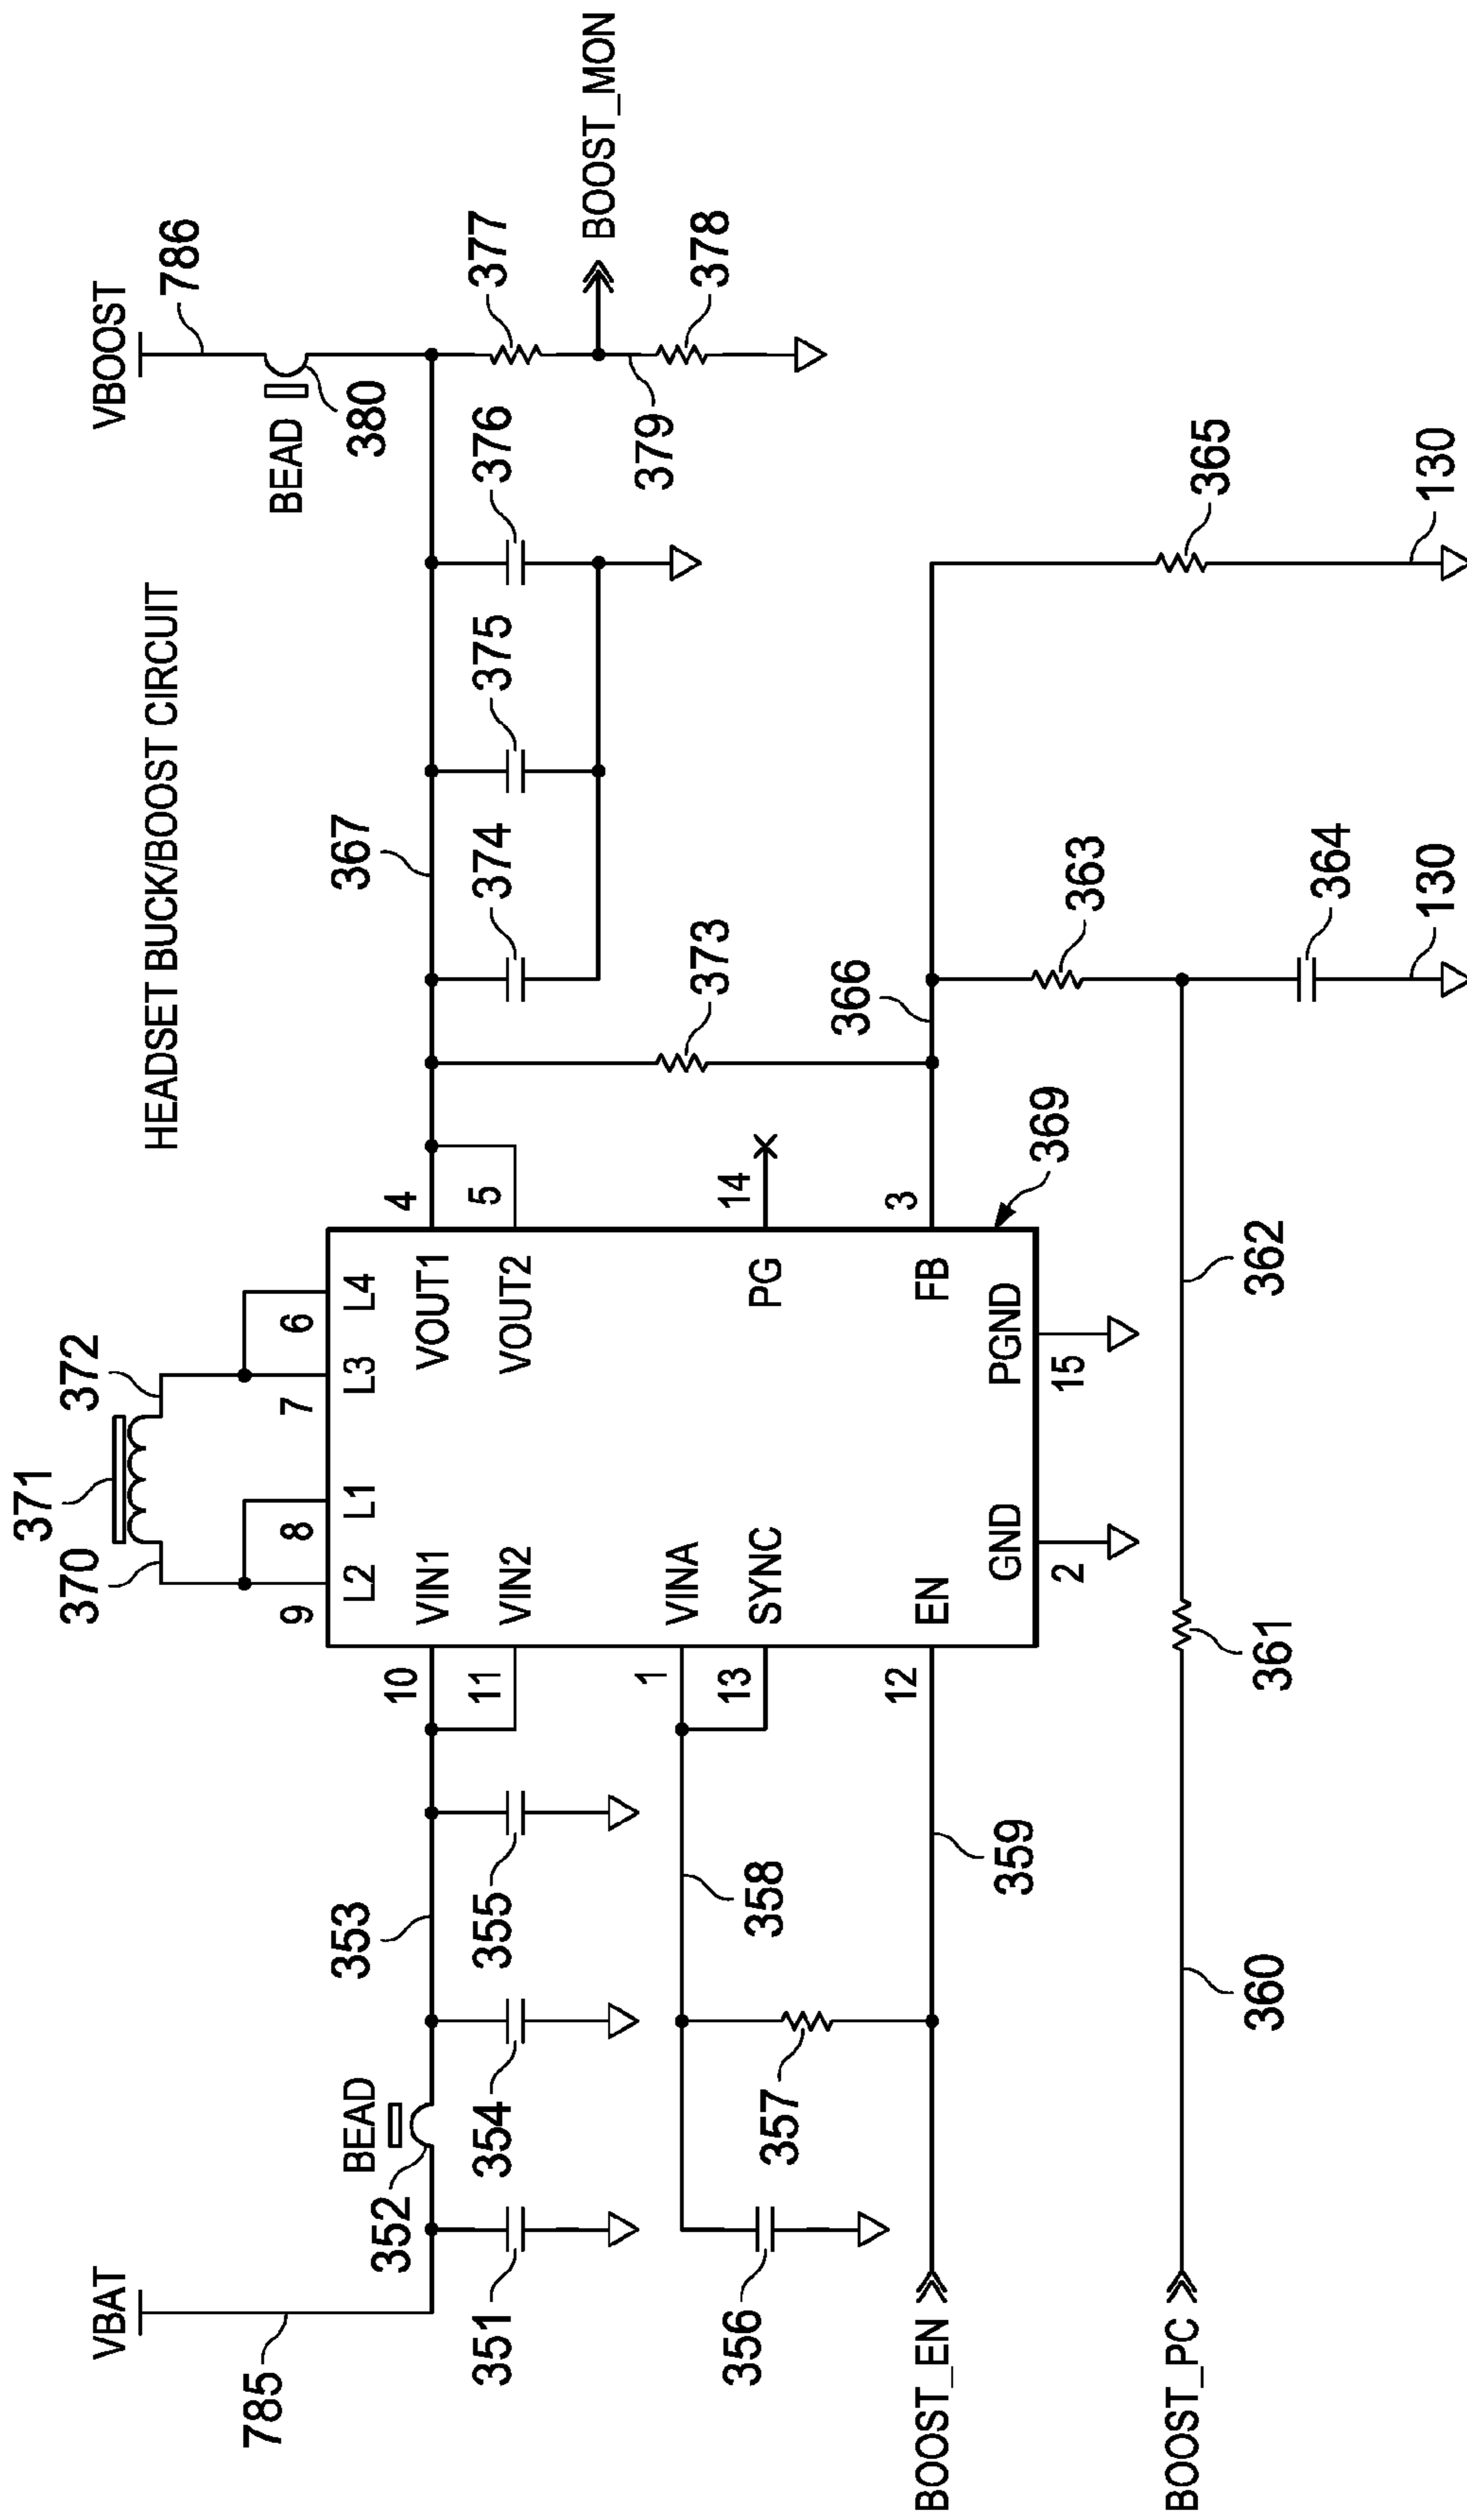 HEADSET BUCK/BOOST CIRCUIT
VBAT
785
352
BEAD
351
354
355
353
371
370
372
9
8
7
6
L2
L1
L3
L4
10
VIN1
VOUT1
4
11
VIN2
VOUT2
5
1
VINA
13
SYNC
PG
14
12
EN
FB
3
GND
PGND
2
15
369
356
357
358
359
BOOST_EN
BOOST_PC
360
361
362
367
373
374
375
376
366
363
364
130
365
130
VBOOST
786
BEAD
380
377
379
378
BOOST_MON